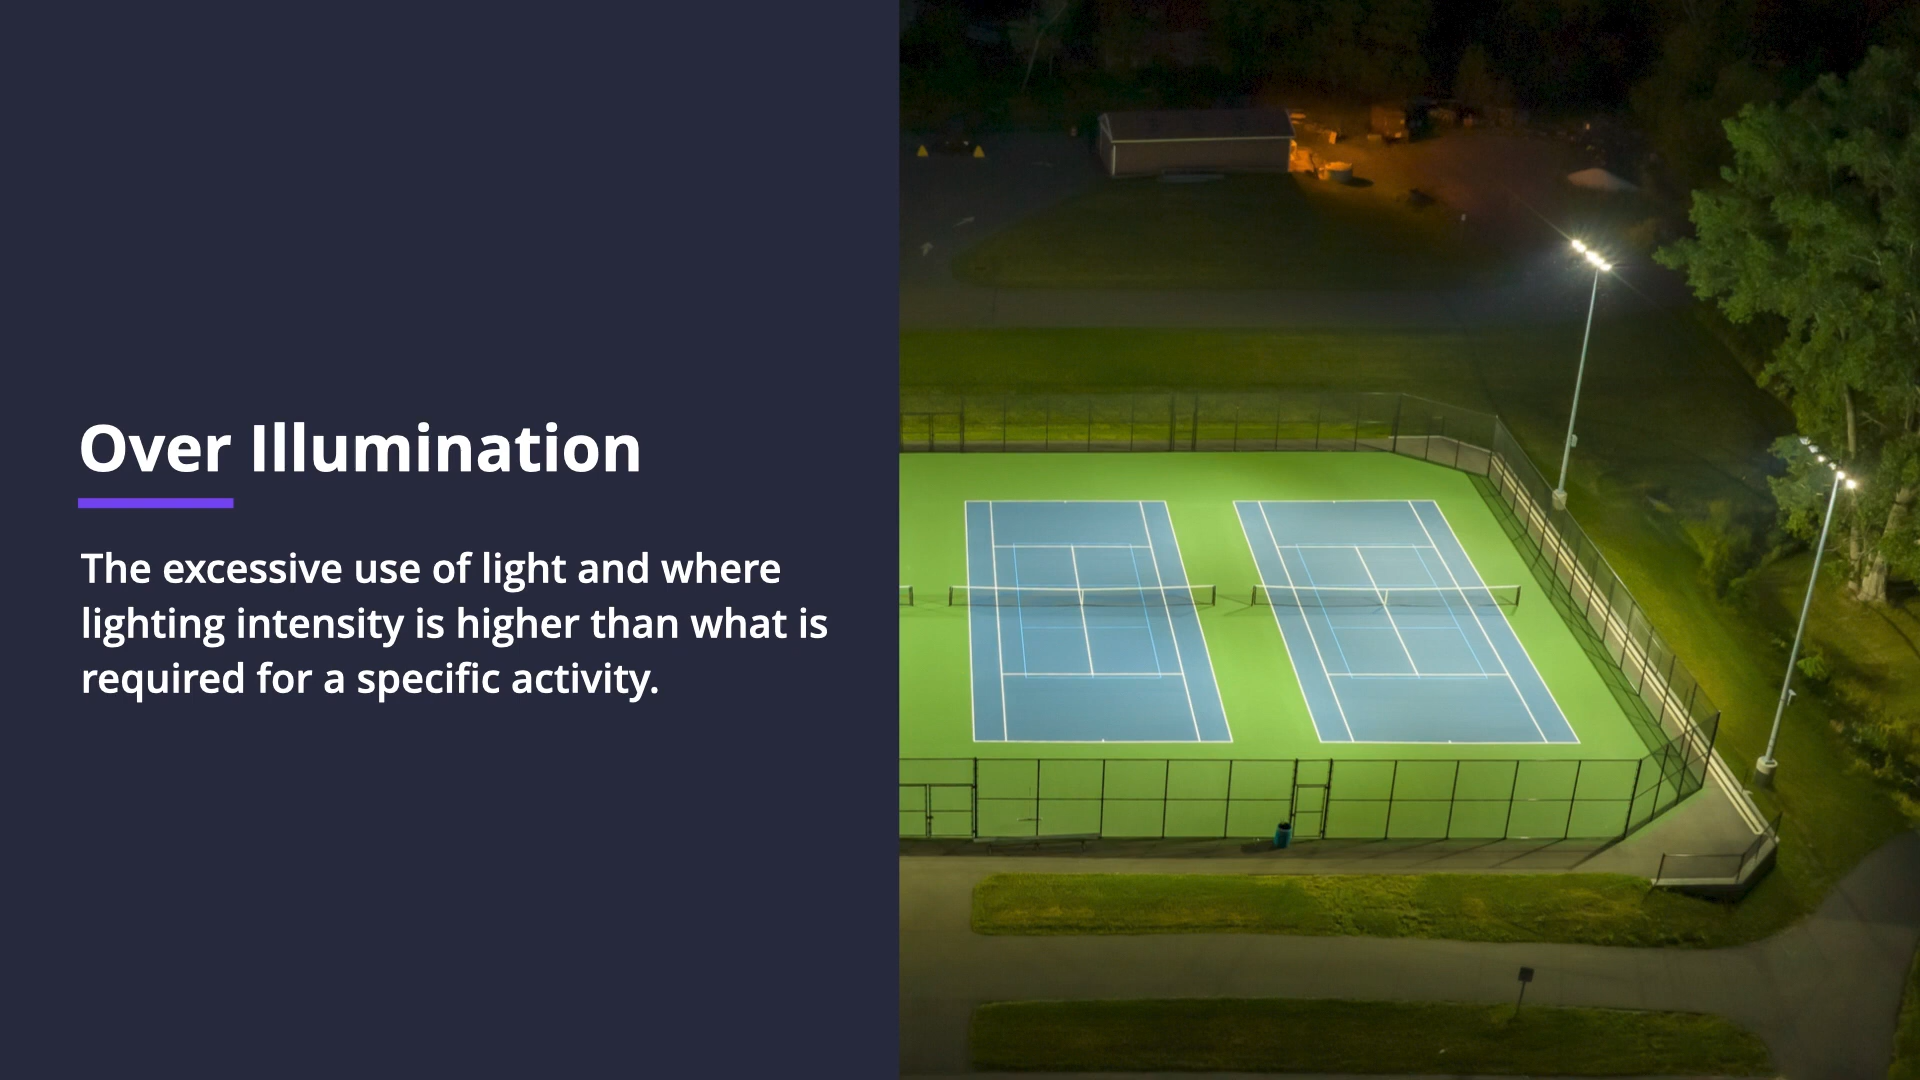 Over Illumination
The excessive use of light and where
lighting intensity is higher than what is
required for a specific activity.